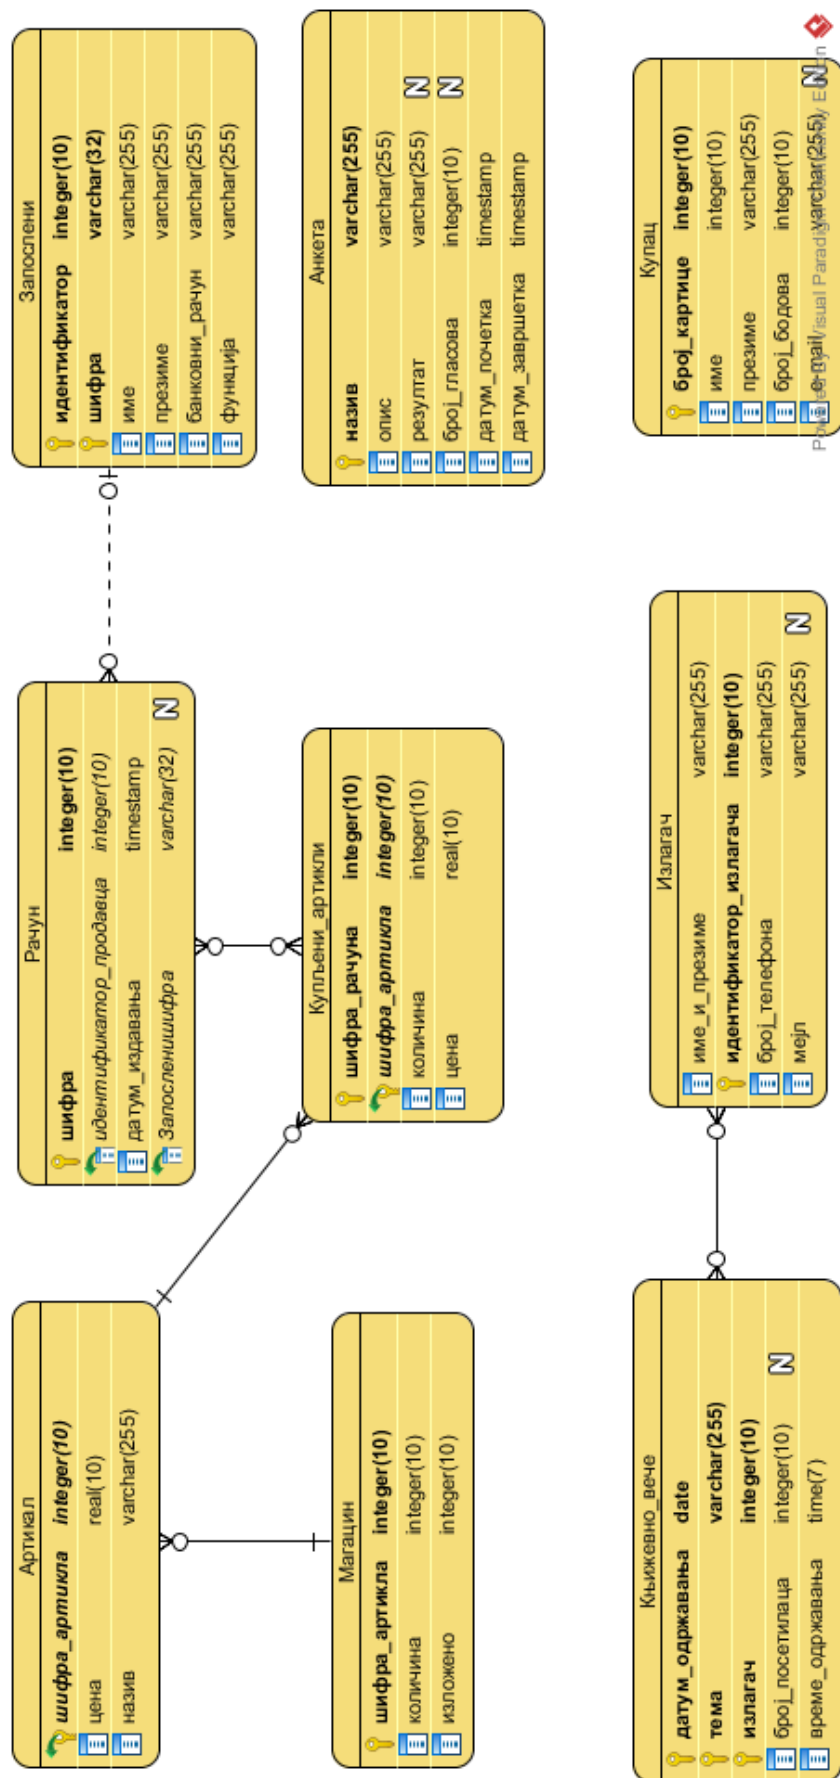 Артикал
шифра_артикла integer(10)
цена real(10)
назив varchar(255)
Рачун
шифра integer(10)
идентификатор_продавца integer(10)
датум_издавања timestamp
Запосленишифра varchar(32) N
Запослени
идентификатор integer(10)
шифра varchar(32)
име varchar(255)
презиме varchar(255)
банковни_рачун varchar(255)
функција varchar(255)
Магацин
шифра_артикла integer(10)
количина integer(10)
изложено integer(10)
Купљени_артикли
шифра_рачуна integer(10)
шифра_артикла integer(10)
количина integer(10)
цена real(10)
Анкета
назив varchar(255)
опис varchar(255)
резултат varchar(255) N
број_гласова integer(10) N
датум_почетка timestamp
датум_завршетка timestamp
Књижевно_вече
датум_одржавања date
тема varchar(255)
излагач integer(10)
број_посетилаца integer(10) N
време_одржавања time(7)
Излагач
име_и_презиме varchar(255)
идентификатор_излагача integer(10)
број_телефона varchar(255)
мејл varchar(255) N
Купац
број_картице integer(10)
име integer(10)
презиме varchar(255)
број_бодова integer(10)
e-mail varchar(255) N
Powered By Visual Paradigm Community Edition